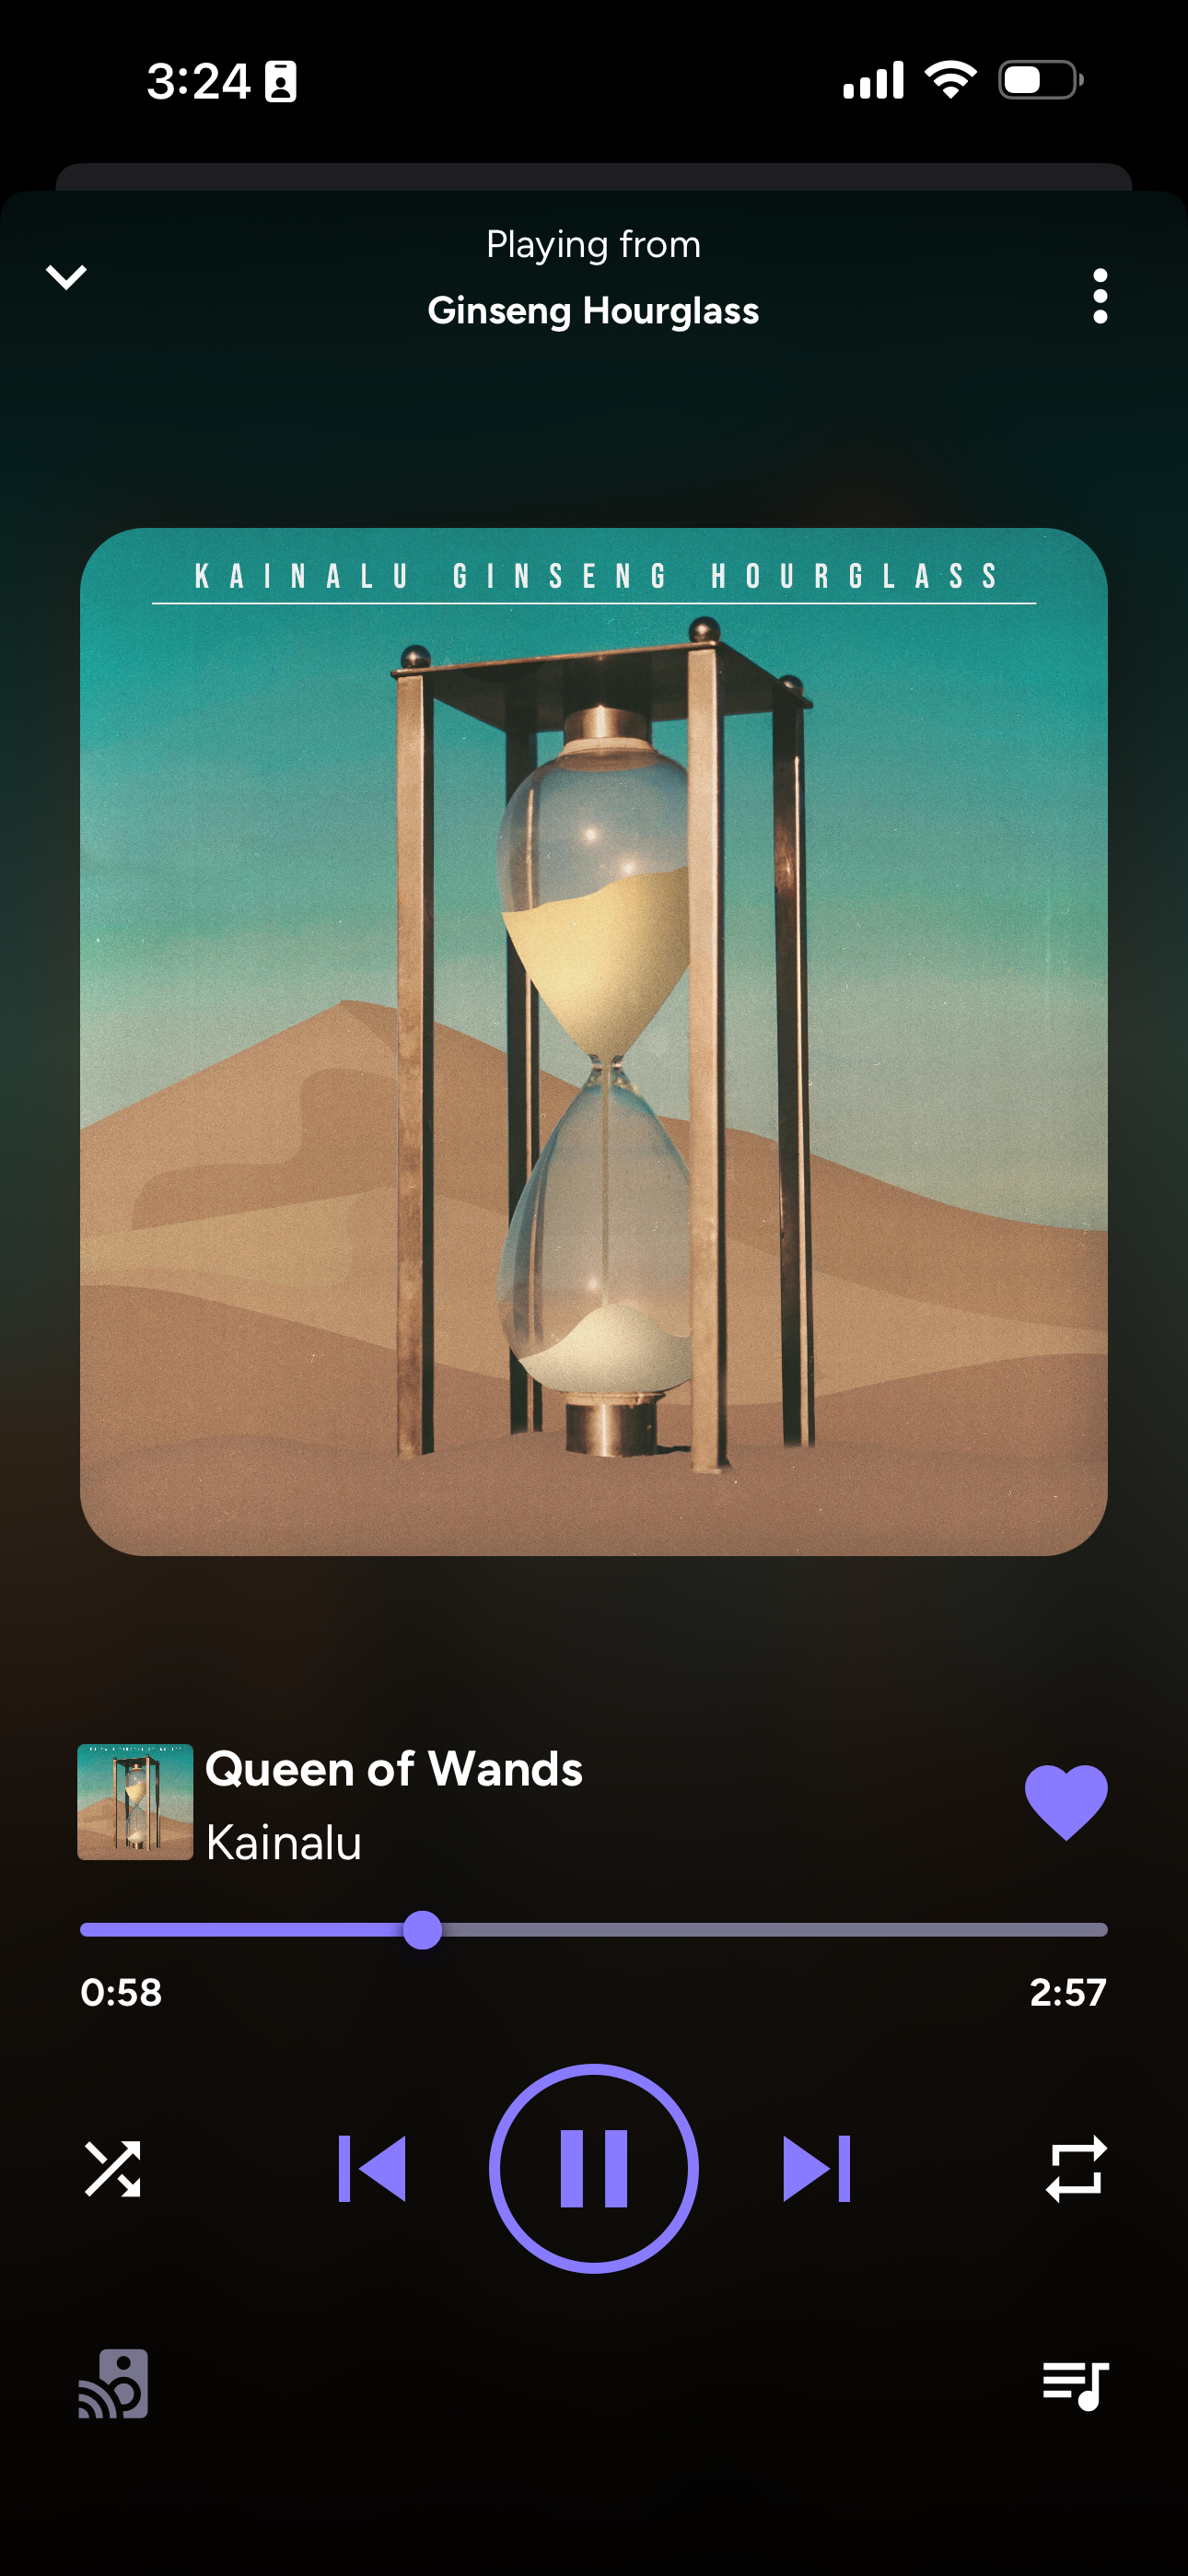 3:24
Playing from
Ginseng Hourglass
KAINALU GINSENG HOURGLASS
Queen of Wands
Kainalu
0:58
2:57